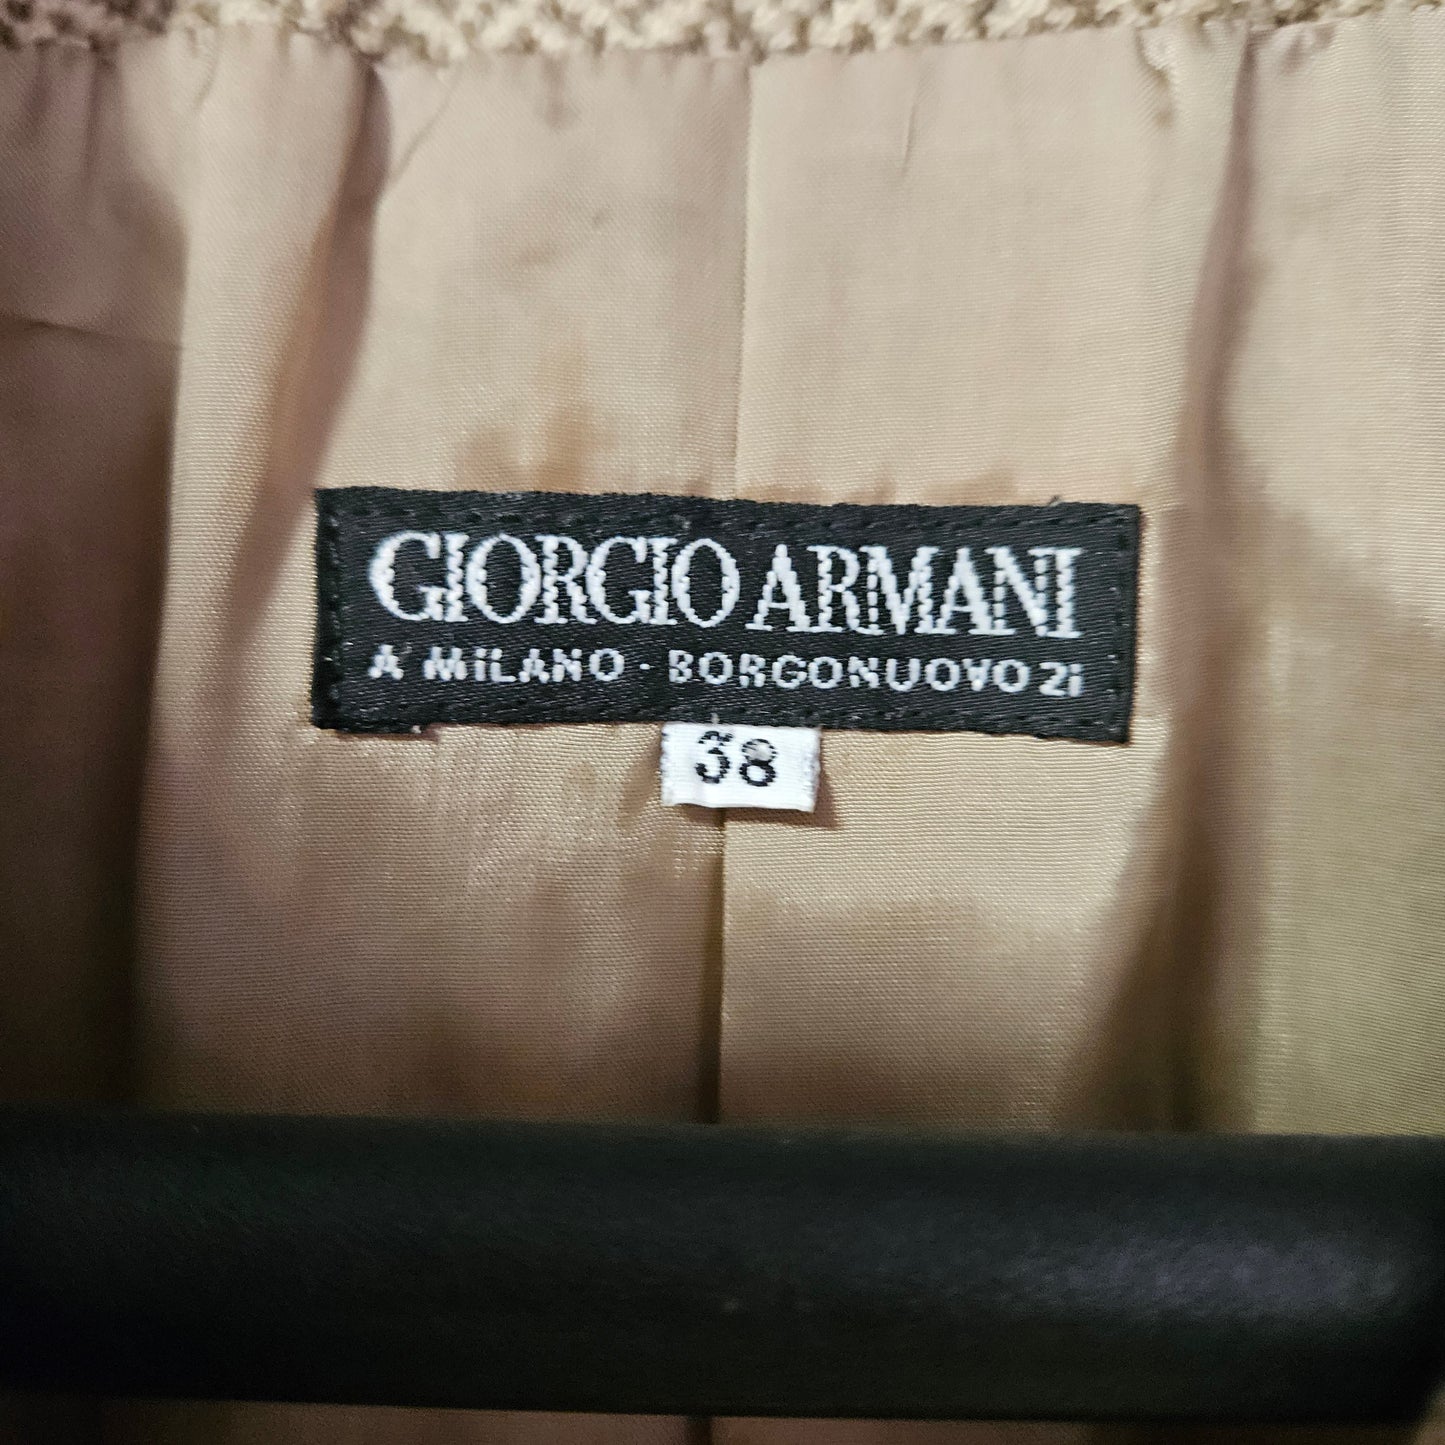 GIORGIO ARMANI
A MILANO · BORGONUOVO 21
38